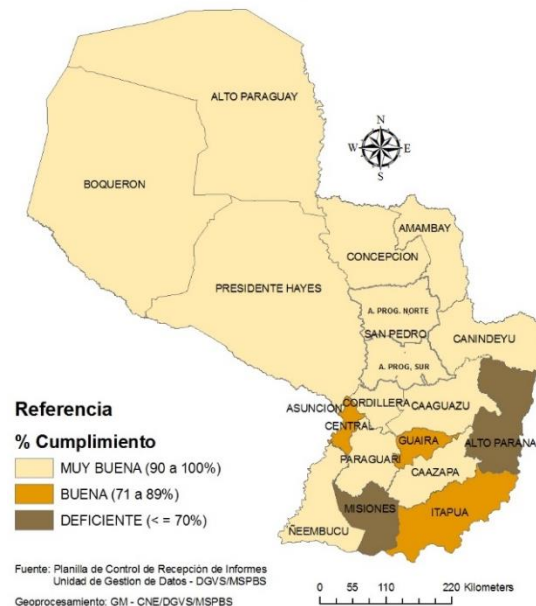 ALTO PARAGUAY
N
W E
S
BOQUERON
AMAMBAY
CONCEPCION
PRESIDENTE HAYES
A. PROG. NORTE
SAN PEDRO
CANINDEYU
A. PROG. SUR
CORDILLERA
ASUNCION
CAAGUAZU
CENTRAL
GUAIRA
ALTO PARANA
PARAGUARI
CAAZAPA
MISIONES
ITAPUA
ÑEEMBUCU
Referencia
% Cumplimiento
MUY BUENA (90 a 100%)
BUENA (71 a 89%)
DEFICIENTE (< = 70%)
Fuente: Planilla de Control de Recepción de Informes
Unidad de Gestion de Datos - DGVS/MSPBS
Geoprocesamiento: GM - CNE/DGVS/MSPBS
0 55 110 220 Kilometers